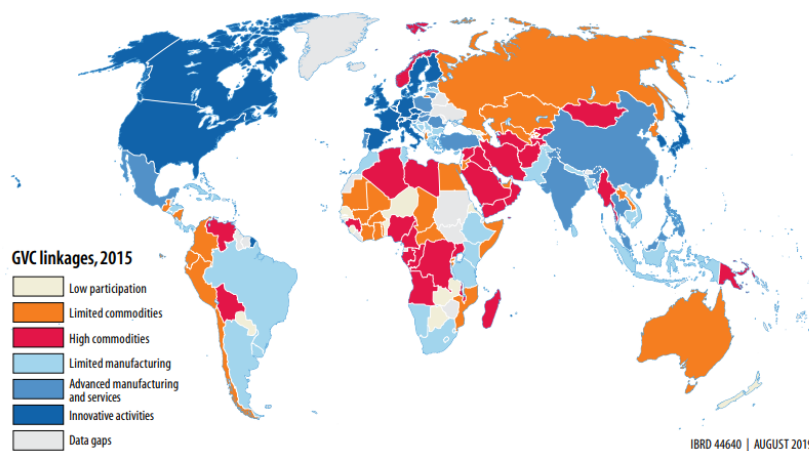 GVC linkages, 2015
Low participation
Limited commodities
High commodities
Limited manufacturing
Advanced manufacturing
and services
Innovative activities
Data gaps
IBRD 44640 | AUGUST 2019